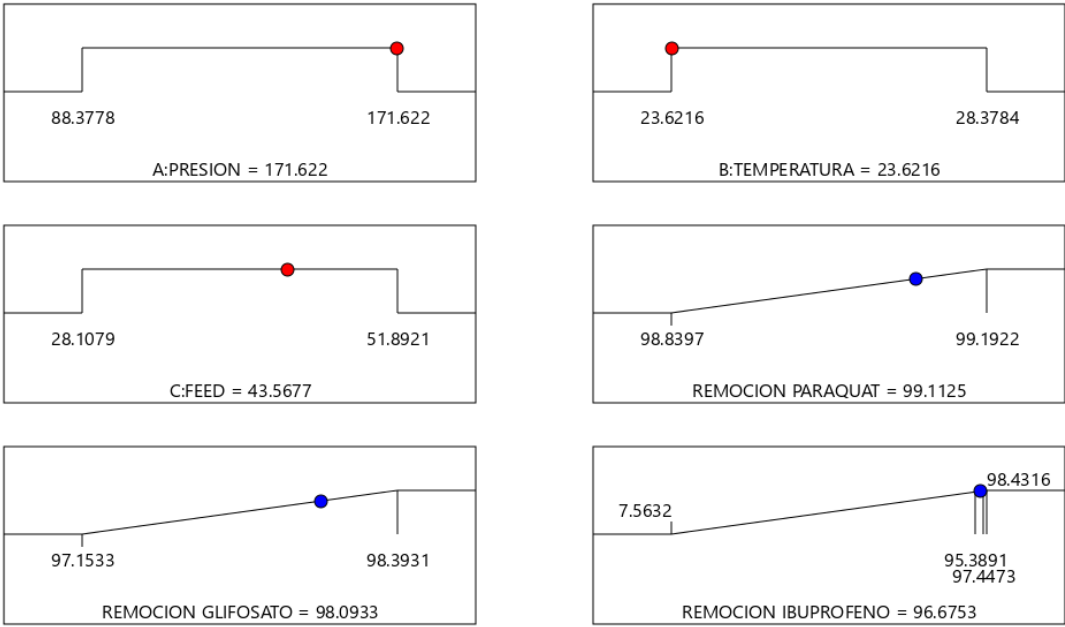 88.3778 171.622
A:PRESION = 171.622
23.6216 28.3784
B:TEMPERATURA = 23.6216
28.1079 51.8921
C:FEED = 43.5677
98.8397 99.1922
REMOCION PARAQUAT = 99.1125
97.1533 98.3931
REMOCION GLIFOSATO = 98.0933
98.4316
7.5632
95.3891
97.4473
REMOCION IBUPROFENO = 96.6753